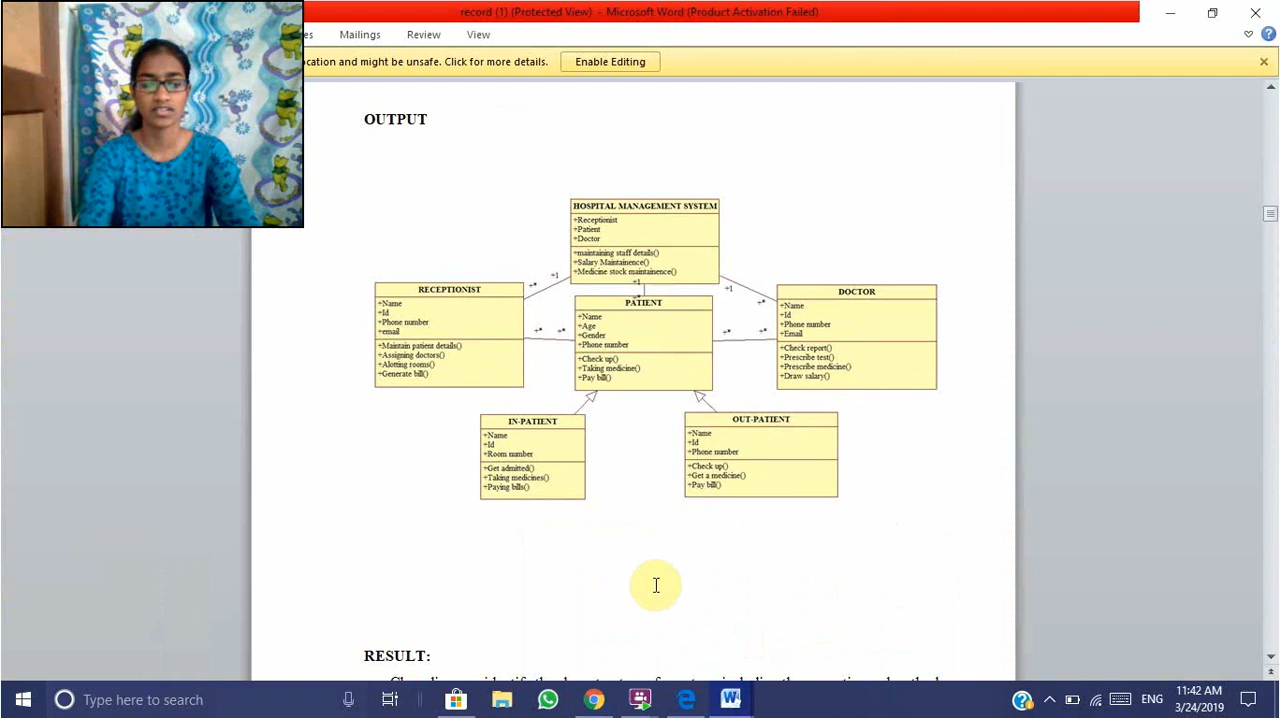 record (1) (Protected View) - Microsoft Word (Product Activation Failed)
Mailings Review View
ocation and might be unsafe. Click for more details. Enable Editing
OUTPUT
HOSPITAL MANAGEMENT SYSTEM
+Receptionist
+Patient
+Doctor
+maintaining staff details()
+Salary Maintainence()
+Medicine stock maintainence()
+1
+*
+1
+1
+*
RECEPTIONIST
+Name
+Id
+Phone number
+email
+Maintain patient details()
+Assigning doctors()
+Alotting rooms()
+Generate bill()
+*
+*
PATIENT
+Name
+Age
+Gender
+Phone number
+Check up()
+Taking medicine()
+Pay bill()
+*
+*
DOCTOR
+Name
+Id
+Phone number
+Email
+Check report()
+Prescribe test()
+Prescribe medicine()
+Draw salary()
IN-PATIENT
+Name
+Id
+Room number
+Get admitted()
+Taking medicines()
+Paying bills()
OUT-PATIENT
+Name
+Id
+Phone number
+Check up()
+Get a medicine()
+Pay bill()
RESULT:
Type here to search
ENG
11:42 AM
3/24/2019